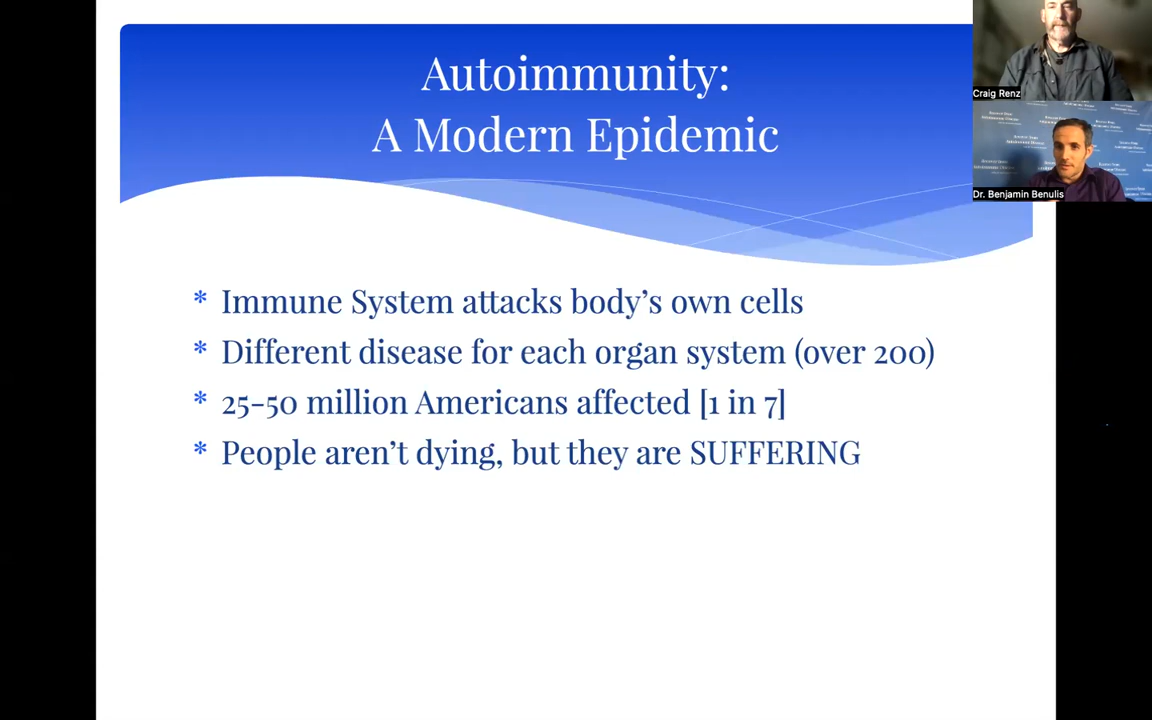 Autoimmunity:
A Modern Epidemic
Craig Renz
Dr. Benjamin Benulis
* Immune System attacks body's own cells
* Different disease for each organ system (over 200)
* 25-50 million Americans affected [1 in 7]
* People aren't dying, but they are SUFFERING